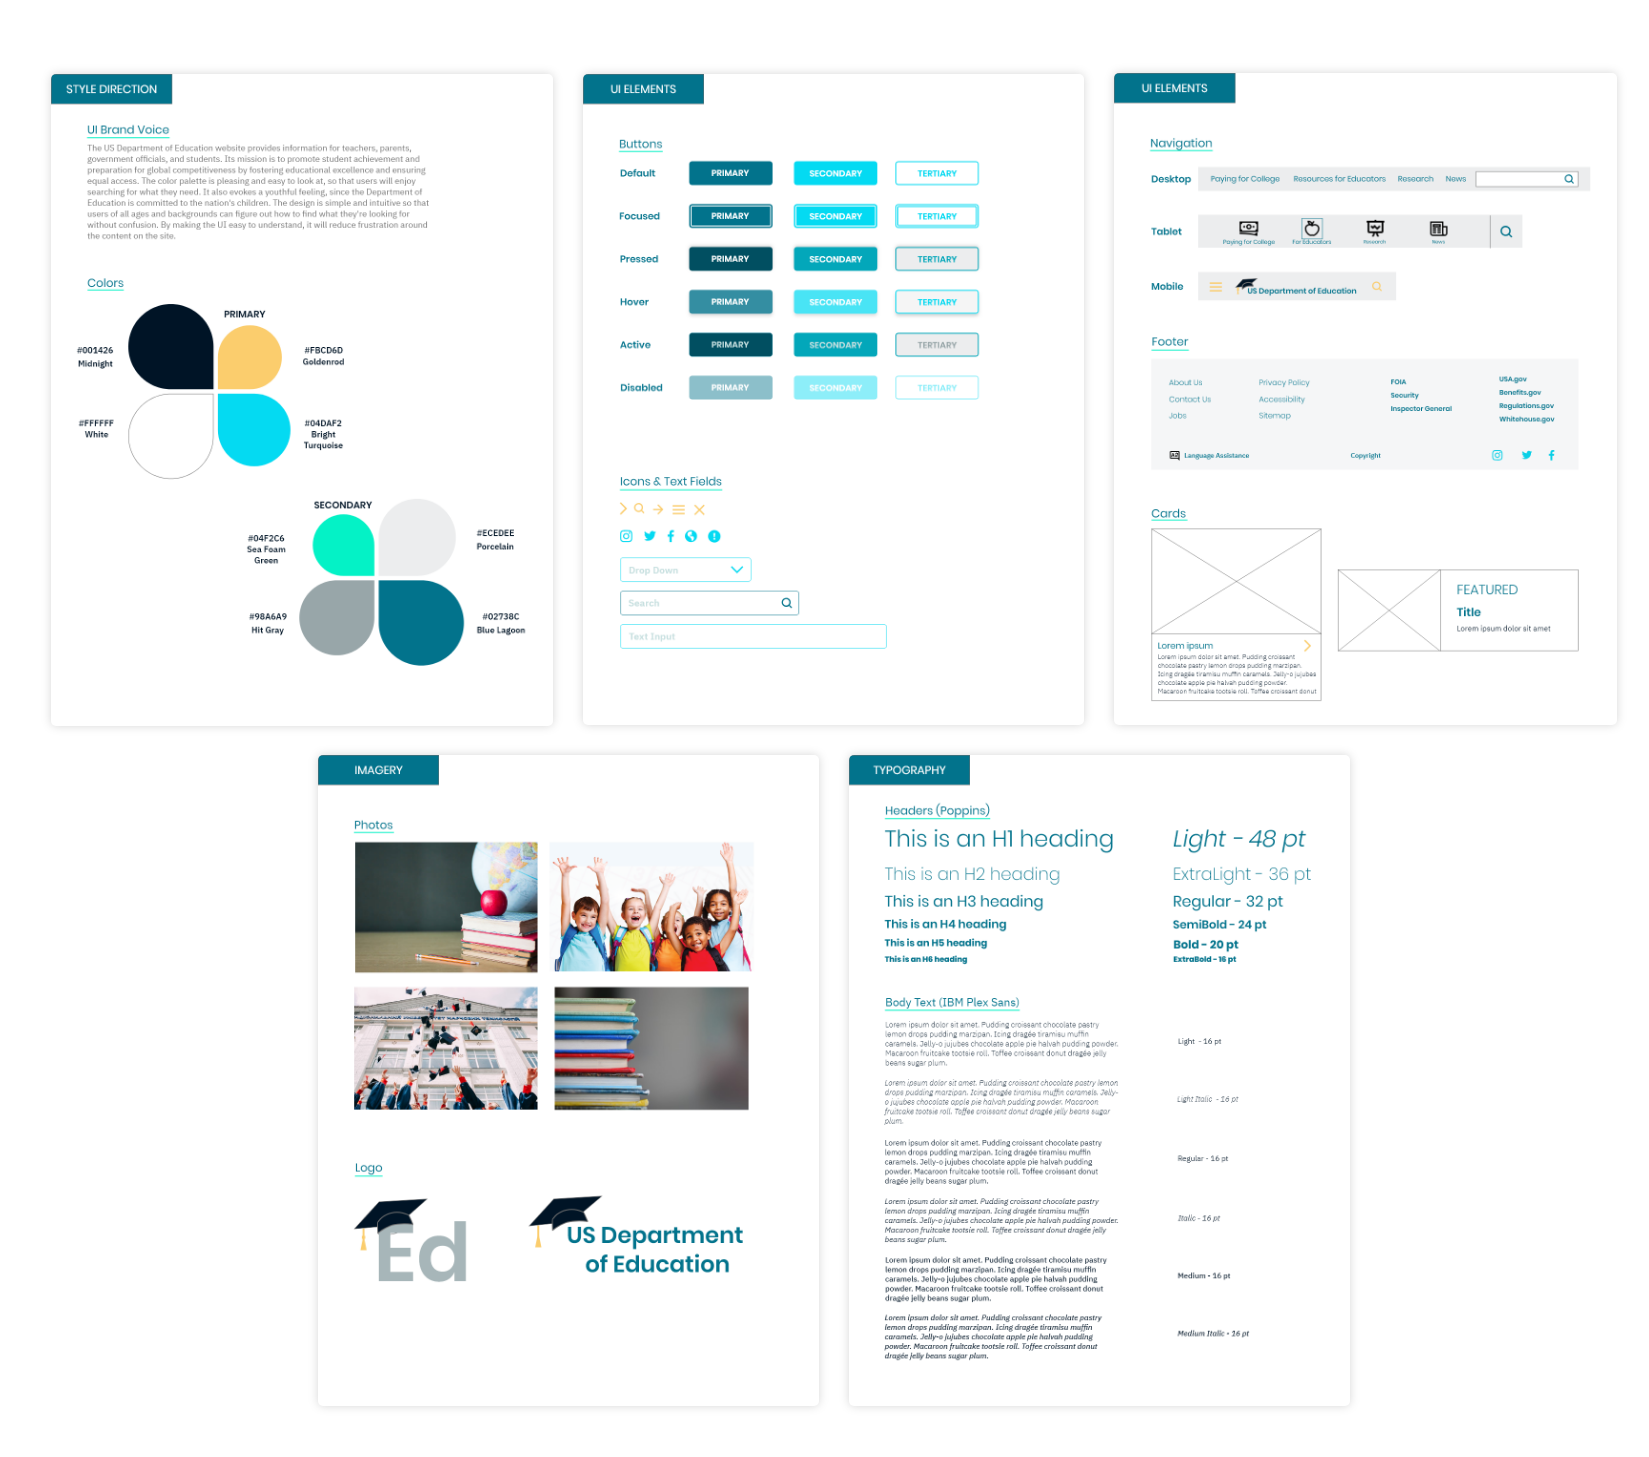 STYLE DIRECTION
UI Brand Voice
The US Department of Education website provides information for teachers, parents,
government officials, and students. Its mission is to promote student achievement and
preparation for global competitiveness by fostering educational excellence and ensuring
equal access. The color palette is pleasing and easy to look at, so that users will enjoy
searching for what they need. It also evokes a youthful feeling, since the Department of
Education is committed to the nation's children. The design is simple and intuitive so that
users of all ages and backgrounds can figure out how to find what they're looking for
without confusion. By making the UI easy to understand, it will reduce frustration around
the content on the site.
Colors
PRIMARY
#001426
Midnight
#FBCD6D
Goldenrod
#FFFFFF
White
#04DAF2
Bright
Turquoise
SECONDARY
#04F2C6
Sea Foam
Green
#ECEDEE
Porcelain
#98A6A9
Hit Gray
#02738C
Blue Lagoon
UI ELEMENTS
Buttons
Default PRIMARY SECONDARY TERTIARY
Focused PRIMARY SECONDARY TERTIARY
Pressed PRIMARY SECONDARY TERTIARY
Hover PRIMARY SECONDARY TERTIARY
Active PRIMARY SECONDARY TERTIARY
Disabled PRIMARY SECONDARY TERTIARY
Icons & Text Fields
Drop Down
Search
Text Input
UI ELEMENTS
Navigation
Desktop Paying for College Resources for Educators Research News
Tablet Paying for College For Educators Research News
Mobile US Department of Education
Footer
About Us Privacy Policy FOIA USA.gov
Contact Us Accessibility Security Benefits.gov
Jobs Sitemap Inspector General Regulations.gov
Whitehouse.gov
Language Assistance Copyright
Cards
Lorem ipsum
Lorem ipsum dolor sit amet. Pudding croissant
chocolate pastry lemon drops pudding marzipan.
Icing dragée tiramisu muffin caramels. Jelly-o jujubes
chocolate apple pie halvah pudding powder.
Macaroon fruitcake tootsie roll. Toffee croissant donut
FEATURED
Title
Lorem ipsum dolor sit amet
IMAGERY
Photos
Logo
Ed
US Department
of Education
TYPOGRAPHY
Headers (Poppins)
This is an H1 heading Light - 48 pt
This is an H2 heading ExtraLight - 36 pt
This is an H3 heading Regular - 32 pt
This is an H4 heading SemiBold - 24 pt
This is an H5 heading Bold - 20 pt
This is an H6 heading ExtraBold - 16 pt
Body Text (IBM Plex Sans)
Lorem ipsum dolor sit amet. Pudding croissant chocolate pastry
lemon drops pudding marzipan. Icing dragée tiramisu muffin
caramels. Jelly-o jujubes chocolate apple pie halvah pudding powder.
Macaroon fruitcake tootsie roll. Toffee croissant donut dragée jelly
beans sugar plum.
Light - 16 pt
Lorem ipsum dolor sit amet. Pudding croissant chocolate pastry lemon
drops pudding marzipan. Icing dragée tiramisu muffin caramels. Jelly-
o jujubes chocolate apple pie halvah pudding powder. Macaroon
fruitcake tootsie roll. Toffee croissant donut dragée jelly beans sugar
plum.
Light Italic - 16 pt
Lorem ipsum dolor sit amet. Pudding croissant chocolate pastry
lemon drops pudding marzipan. Icing dragée tiramisu muffin
caramels. Jelly-o jujubes chocolate apple pie halvah pudding
powder. Macaroon fruitcake tootsie roll. Toffee croissant donut
dragée jelly beans sugar plum.
Regular - 16 pt
Lorem ipsum dolor sit amet. Pudding croissant chocolate pastry
lemon drops pudding marzipan. Icing dragée tiramisu muffin
caramels. Jelly-o jujubes chocolate apple pie halvah pudding powder.
Macaroon fruitcake tootsie roll. Toffee croissant donut dragée jelly
beans sugar plum.
Italic - 16 pt
Lorem ipsum dolor sit amet. Pudding croissant chocolate pastry
lemon drops pudding marzipan. Icing dragée tiramisu muffin
caramels. Jelly-o jujubes chocolate apple pie halvah pudding
powder. Macaroon fruitcake tootsie roll. Toffee croissant donut
dragée jelly beans sugar plum.
Medium - 16 pt
Lorem ipsum dolor sit amet. Pudding croissant chocolate pastry
lemon drops pudding marzipan. Icing dragée tiramisu muffin
caramels. Jelly-o jujubes chocolate apple pie halvah pudding
powder. Macaroon fruitcake tootsie roll. Toffee croissant donut
dragée jelly beans sugar plum.
Medium Italic - 16 pt